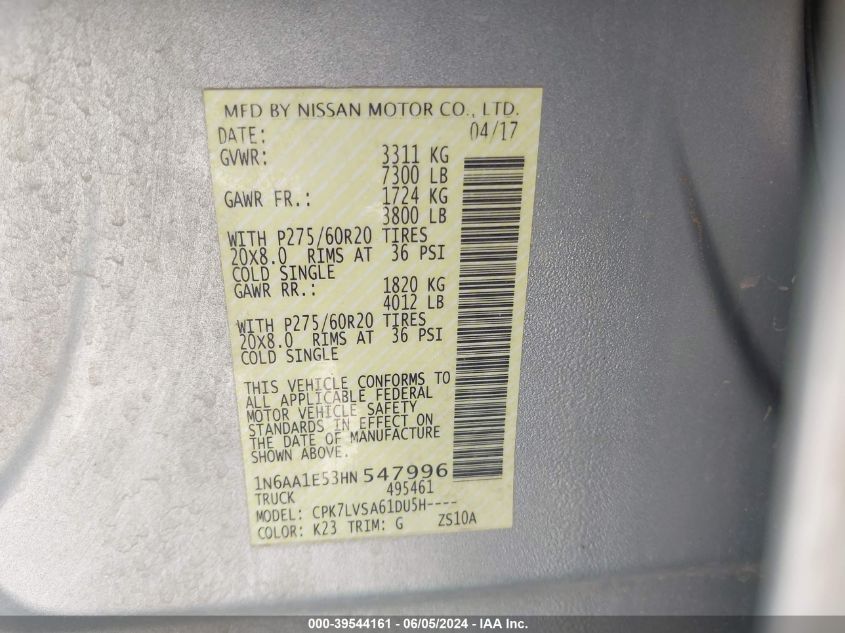 MFD BY NISSAN MOTOR CO., LTD.
DATE: 04/17
GVWR: 3311 KG
7300 LB
GAWR FR.: 1724 KG
3800 LB
WITH P275/60R20 TIRES
20X8.0 RIMS AT 36 PSI
COLD SINGLE
GAWR RR.: 1820 KG
4012 LB
WITH P275/60R20 TIRES
20X8.0 RIMS AT 36 PSI
COLD SINGLE
THIS VEHICLE CONFORMS TO
ALL APPLICABLE FEDERAL
MOTOR VEHICLE SAFETY
STANDARDS IN EFFECT ON
THE DATE OF MANUFACTURE
SHOWN ABOVE.
1N6AA1E53HN547996
TRUCK 495461
MODEL: CPK7LVSA61DU5H----
COLOR: K23 TRIM: G ZS10A
000-39544161 - 06/05/2024 - IAA Inc.